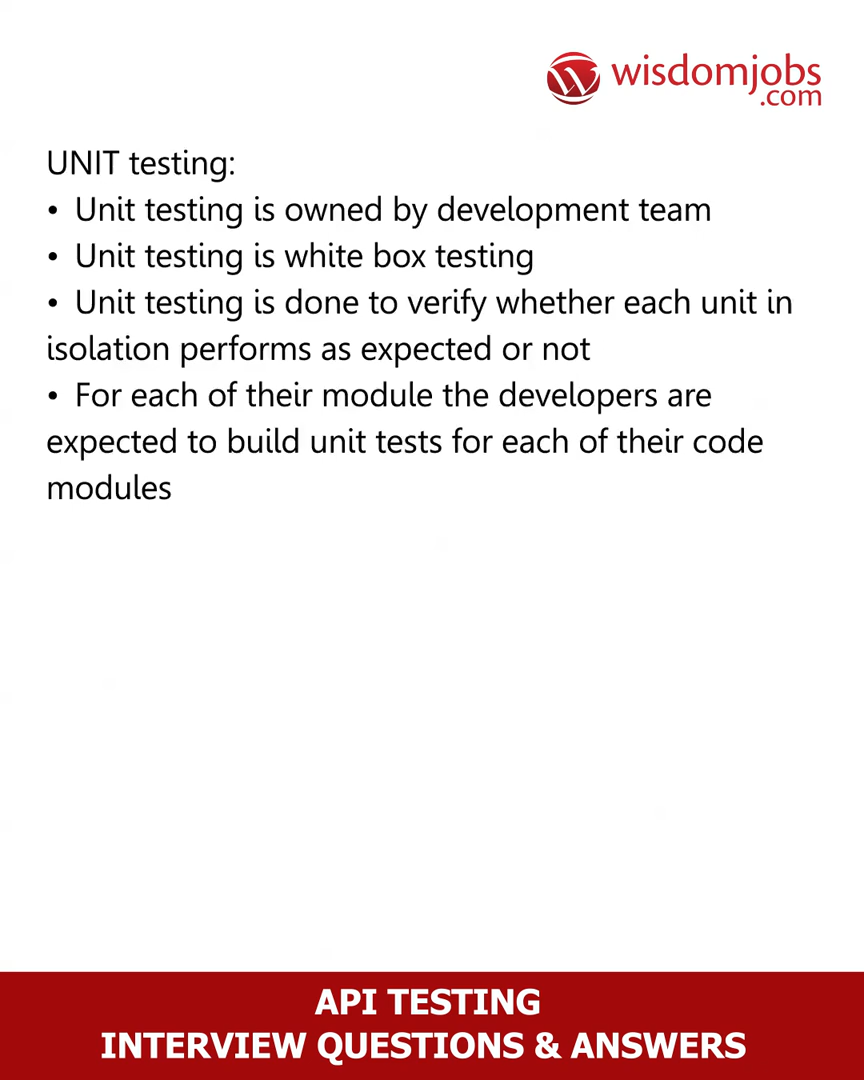 wisdomjobs
.com
UNIT testing:
• Unit testing is owned by development team
• Unit testing is white box testing
• Unit testing is done to verify whether each unit in
isolation performs as expected or not
• For each of their module the developers are
expected to build unit tests for each of their code
modules
API TESTING
INTERVIEW QUESTIONS & ANSWERS